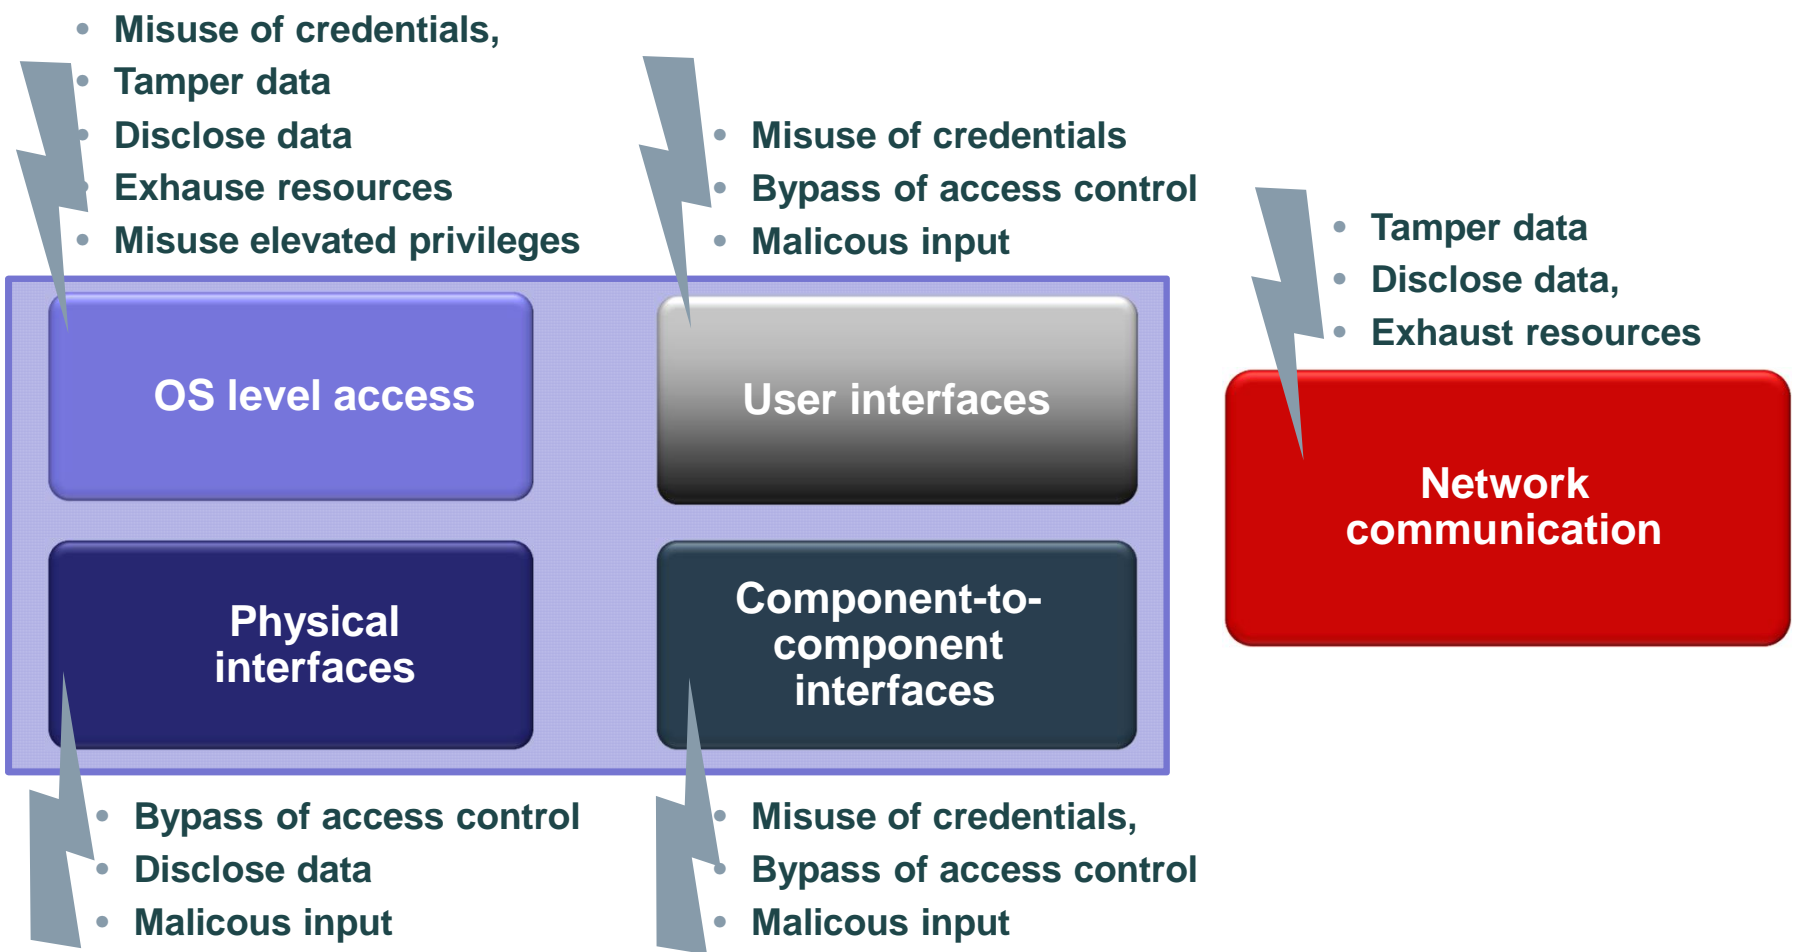 Misuse of credentials,
Tamper data
Disclose data
Exhause resources
Misuse elevated privileges
Misuse of credentials
Bypass of access control
Malicous input
Tamper data
Disclose data,
Exhaust resources
OS level access
User interfaces
Network
communication
Physical
interfaces
Component-to-
component
interfaces
Bypass of access control
Disclose data
Malicous input
Misuse of credentials,
Bypass of access control
Malicous input